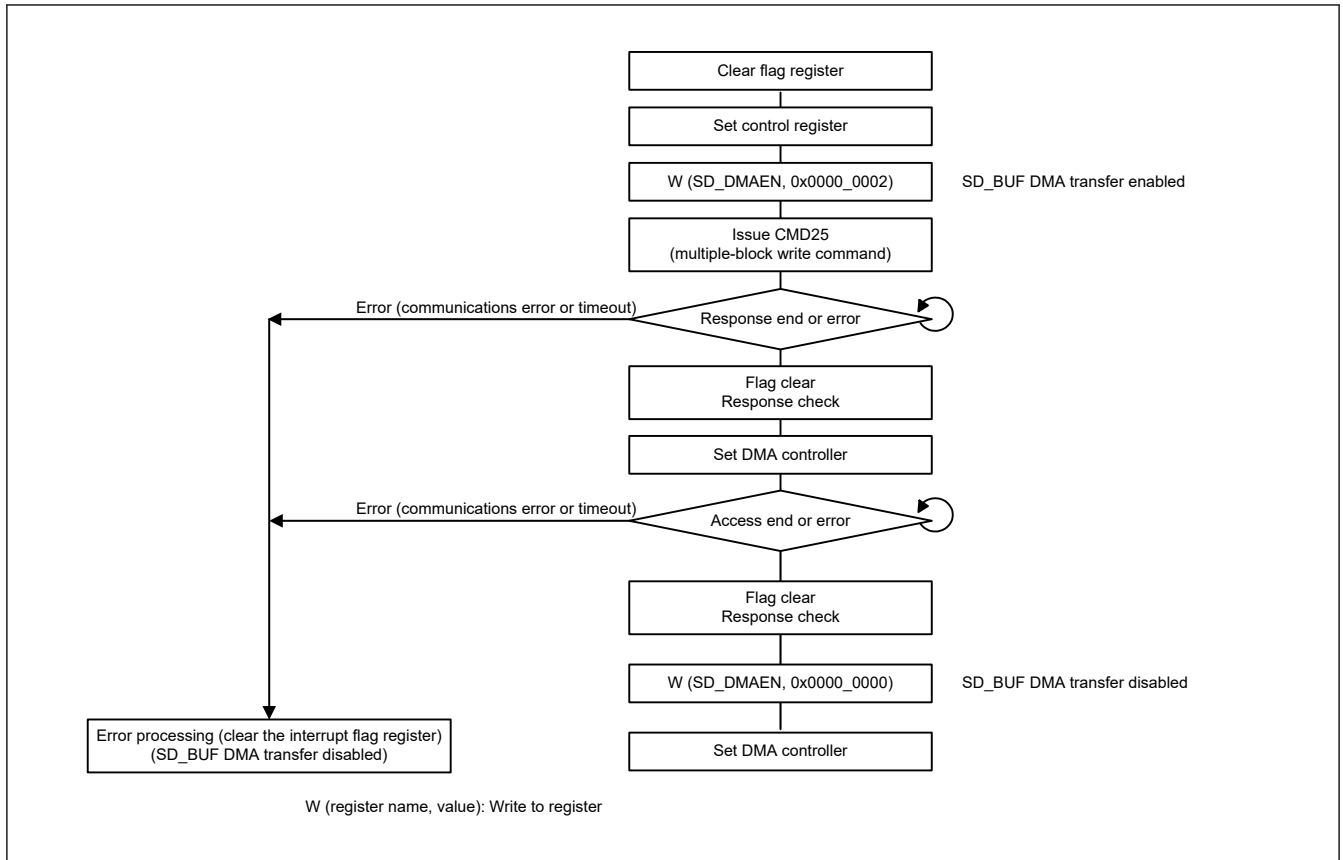 Clear flag register
Set control register
W (SD_DMAEN, 0x0000_0002)
SD_BUF DMA transfer enabled
Issue CMD25
(multiple-block write command)
Error (communications error or timeout)
Response end or error
Flag clear
Response check
Set DMA controller
Error (communications error or timeout)
Access end or error
Flag clear
Response check
W (SD_DMAEN, 0x0000_0000)
SD_BUF DMA transfer disabled
Error processing (clear the interrupt flag register)
(SD_BUF DMA transfer disabled)
Set DMA controller
W (register name, value): Write to register